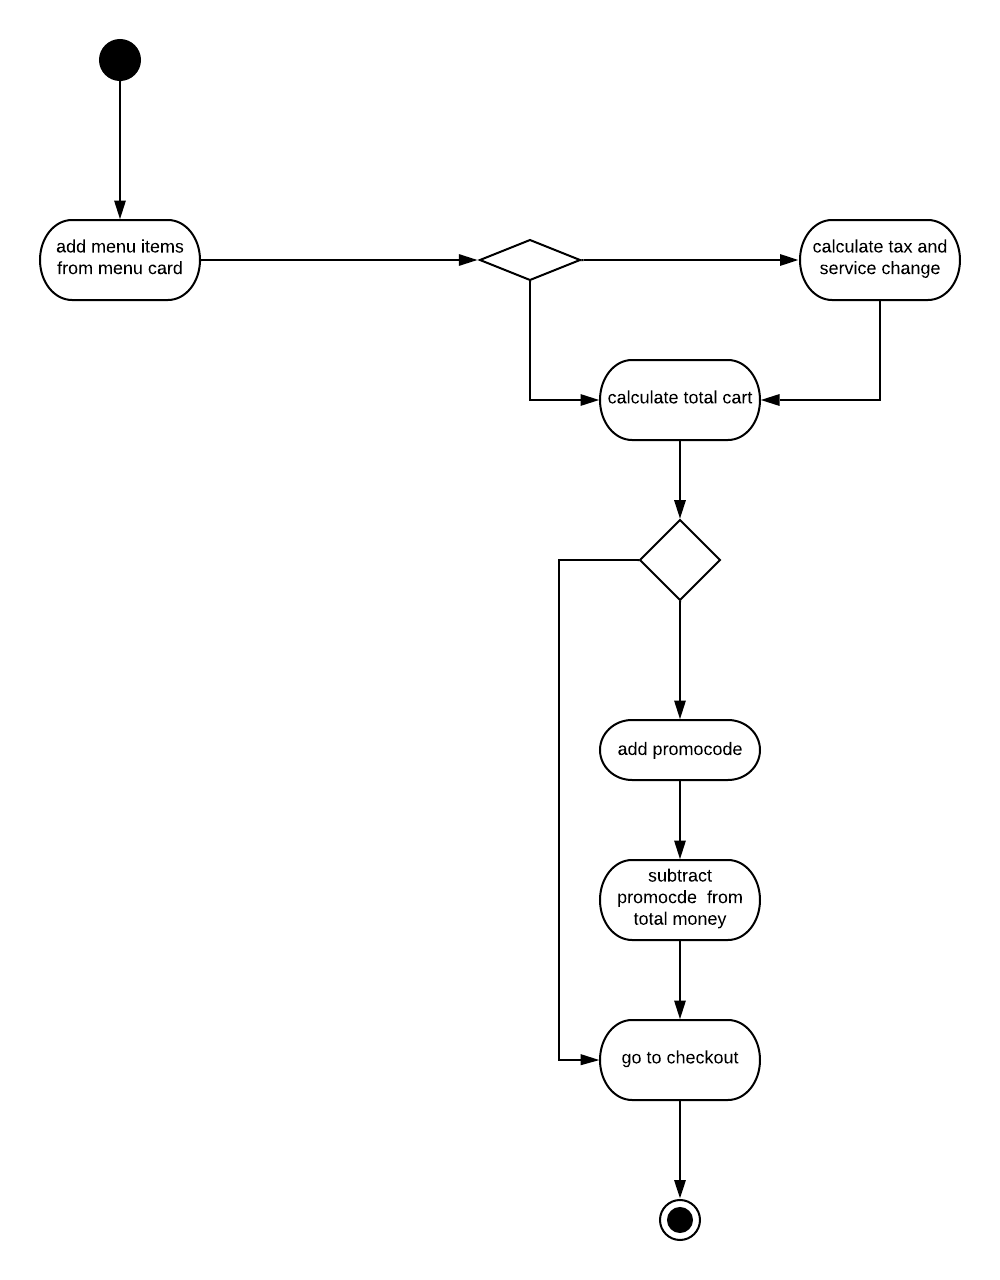 add menu items
from menu card
calculate tax and
service change
calculate total cart
add promocode
subtract
promocde  from
total money
go to checkout